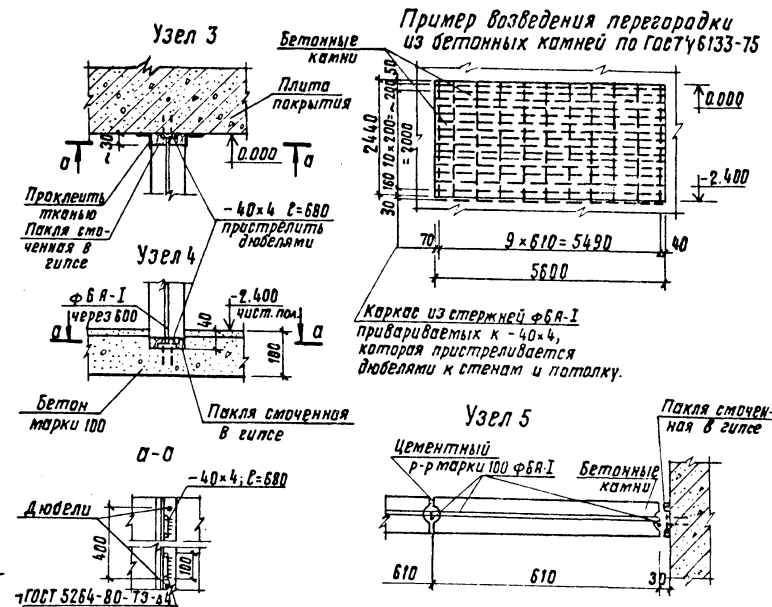 Узел 3
Пример возведения перегородки
из бетонных камней по ГОСТу 6133-75
Бетонные
камни
Плита
покрытия
0.000
~30
а
а
Проклеить
тканью
Пакля смо-
ченная в
гипсе
-40×4 ℓ=680
пристрелить
дюбелями
2440
30 160 10×200=
=2000
~200 50
0.000
-2.400
70
9×610=5490
40
5600
Каркас из стержней ф6А-I
привариваемых к -40×4,
которая пристреливается
дюбелями к стенам и потолку.
Узел 4
ф6А-I
через 600
-2.400
чист. пол.
40
180
а
а
Бетон
марки 100
Пакля смоченная
в гипсе
а-а
-40×4; ℓ=680
Дюбели
400
100
ГОСТ 5264-80-Т3-Δ4
Узел 5
Цементный
р-р марки 100
ф6А-I
Бетонные
камни
Пакля смочен-
ная в гипсе
610
610
30